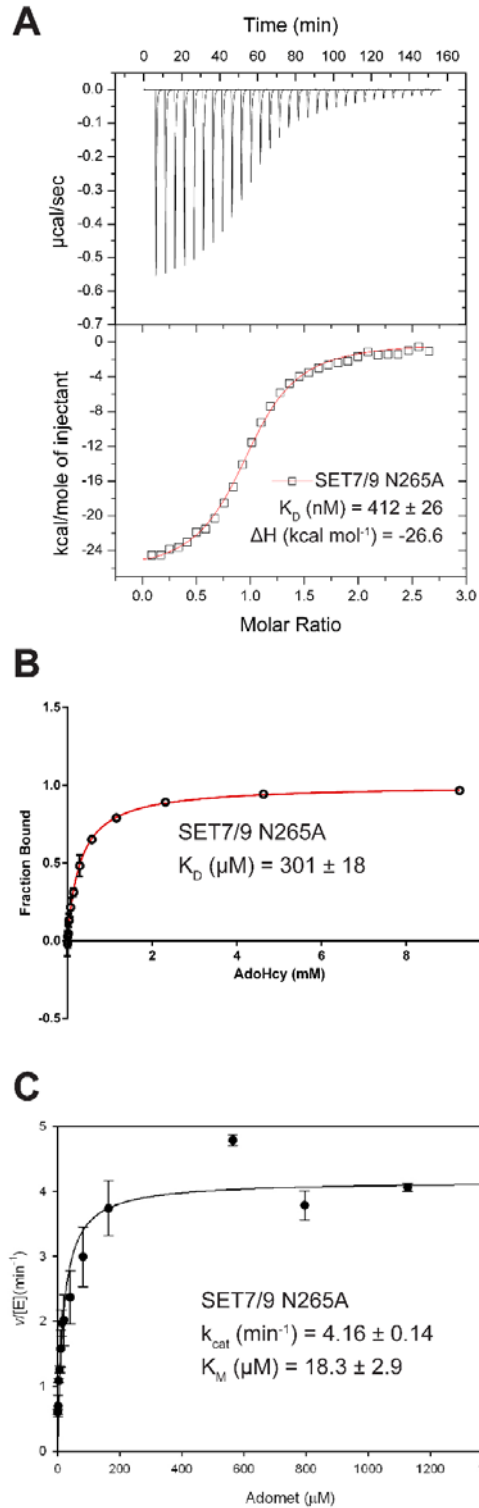 A
Time (min)
0 20 40 60 80 100 120 140 160
0.0
-0.1
-0.2
-0.3
-0.4
-0.5
-0.6
-0.7
µcal/sec
0
-4
-8
-12
-16
-20
-24
kcal/mole of injectant
SET7/9 N265A
K_D (nM) = 412 ± 26
ΔH (kcal mol⁻¹) = -26.6
0.0 0.5 1.0 1.5 2.0 2.5 3.0
Molar Ratio
B
1.5
1.0
0.5
0.0
-0.5
Fraction Bound
SET7/9 N265A
K_D (µM) = 301 ± 18
2 4 6 8
AdoHcy (mM)
C
5
4
3
2
1
0
v/[E] (min⁻¹)
SET7/9 N265A
k_cat (min⁻¹) = 4.16 ± 0.14
K_M (µM) = 18.3 ± 2.9
0 200 400 600 800 1000 1200
Adomet (µM)